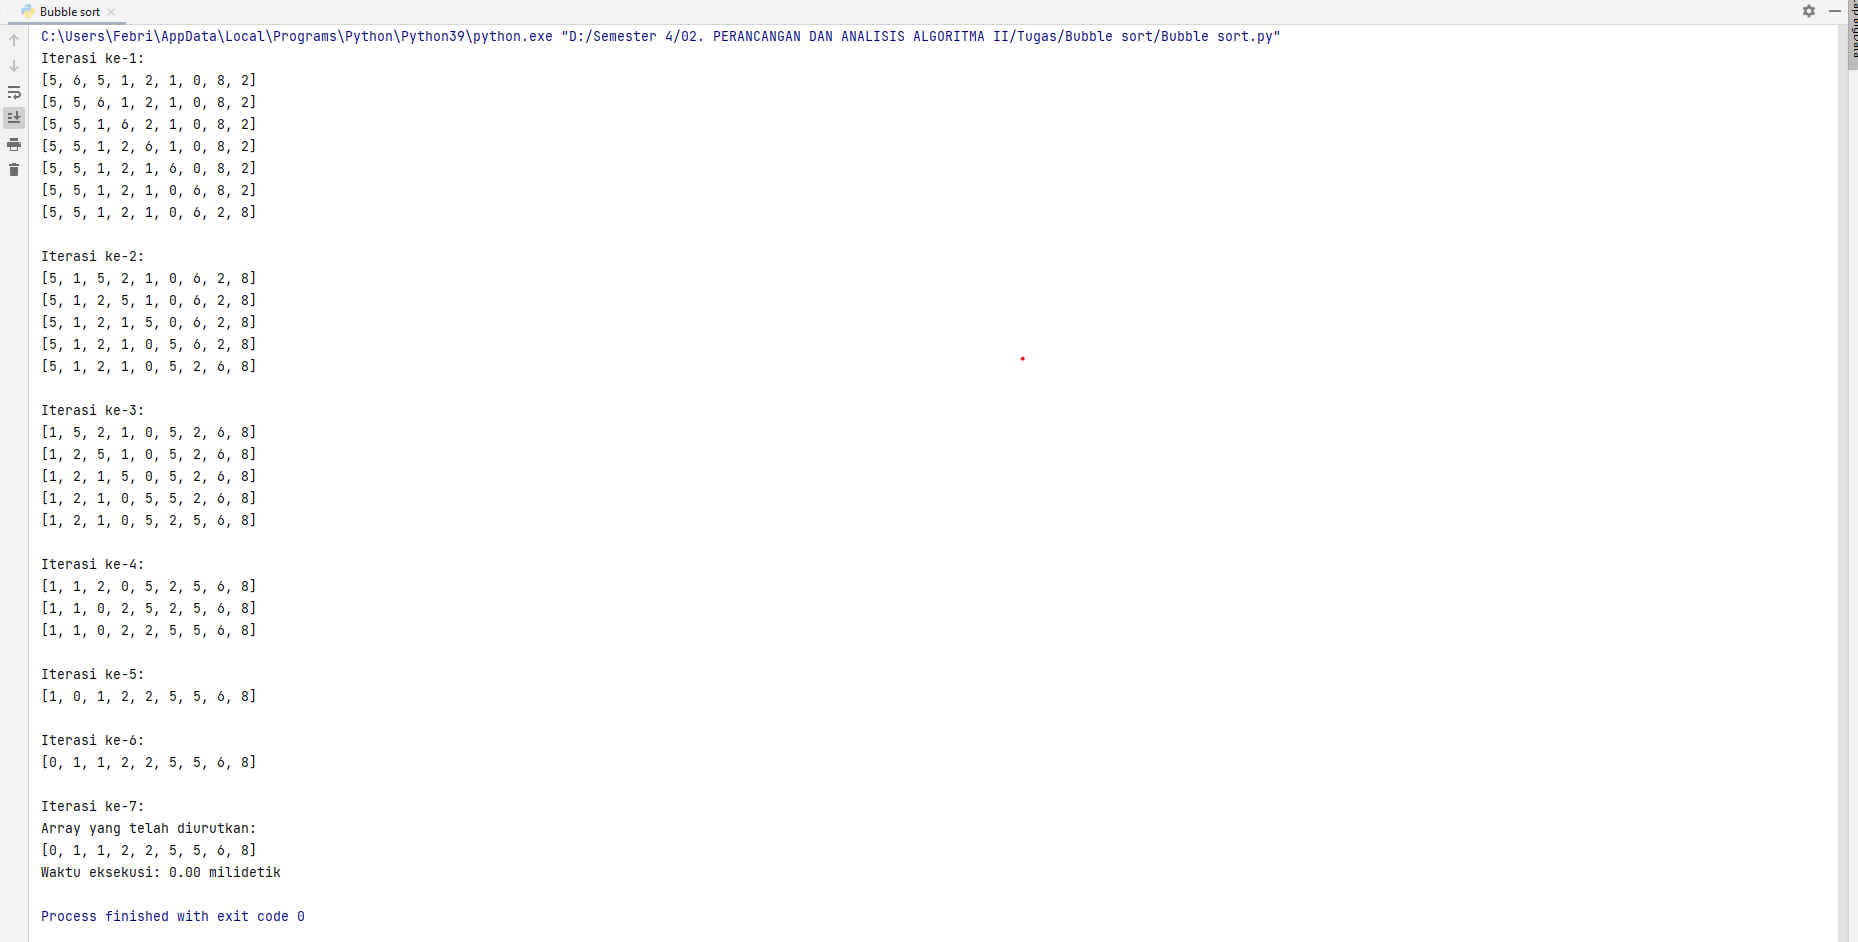 Bubble sort
C:\Users\Febri\AppData\Local\Programs\Python\Python39\python.exe "D:/Semester 4/02. PERANCANGAN DAN ANALISIS ALGORITMA II/Tugas/Bubble sort/Bubble sort.py"
Iterasi ke-1:
[5, 6, 5, 1, 2, 1, 0, 8, 2]
[5, 5, 6, 1, 2, 1, 0, 8, 2]
[5, 5, 1, 6, 2, 1, 0, 8, 2]
[5, 5, 1, 2, 6, 1, 0, 8, 2]
[5, 5, 1, 2, 1, 6, 0, 8, 2]
[5, 5, 1, 2, 1, 0, 6, 8, 2]
[5, 5, 1, 2, 1, 0, 6, 2, 8]
Iterasi ke-2:
[5, 1, 5, 2, 1, 0, 6, 2, 8]
[5, 1, 2, 5, 1, 0, 6, 2, 8]
[5, 1, 2, 1, 5, 0, 6, 2, 8]
[5, 1, 2, 1, 0, 5, 6, 2, 8]
[5, 1, 2, 1, 0, 5, 2, 6, 8]
Iterasi ke-3:
[1, 5, 2, 1, 0, 5, 2, 6, 8]
[1, 2, 5, 1, 0, 5, 2, 6, 8]
[1, 2, 1, 5, 0, 5, 2, 6, 8]
[1, 2, 1, 0, 5, 5, 2, 6, 8]
[1, 2, 1, 0, 5, 2, 5, 6, 8]
Iterasi ke-4:
[1, 1, 2, 0, 5, 2, 5, 6, 8]
[1, 1, 0, 2, 5, 2, 5, 6, 8]
[1, 1, 0, 2, 2, 5, 5, 6, 8]
Iterasi ke-5:
[1, 0, 1, 2, 2, 5, 5, 6, 8]
Iterasi ke-6:
[0, 1, 1, 2, 2, 5, 5, 6, 8]
Iterasi ke-7:
Array yang telah diurutkan:
[0, 1, 1, 2, 2, 5, 5, 6, 8]
Waktu eksekusi: 0.00 milidetik
Process finished with exit code 0